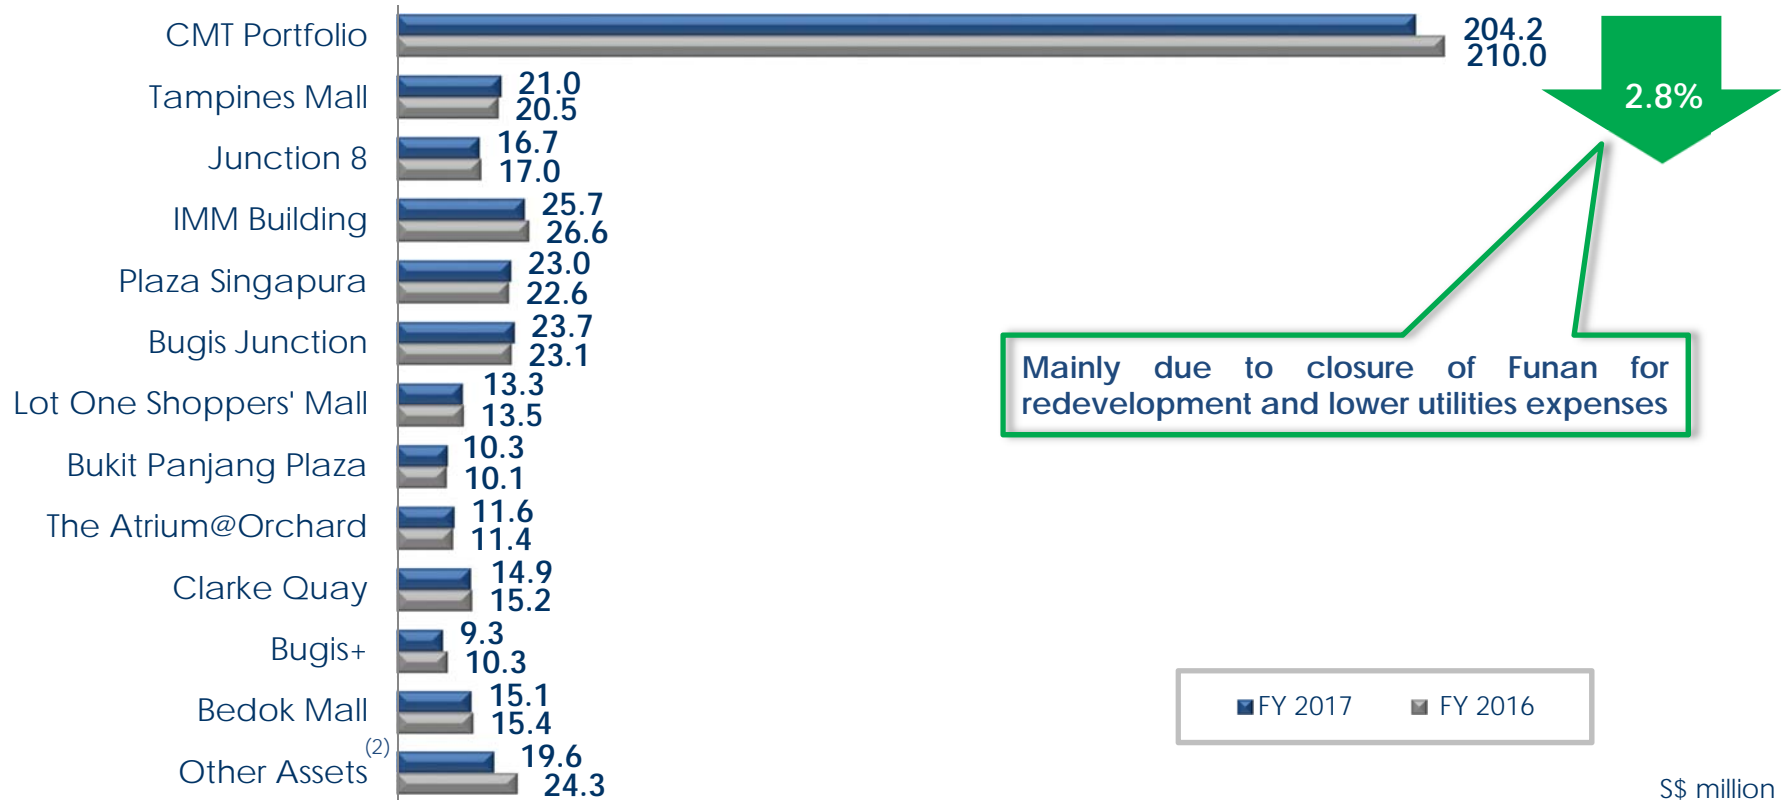 CMT Portfolio 204.2
210.0
2.8%
Tampines Mall 21.0
20.5
Junction 8 16.7
17.0
IMM Building 25.7
26.6
Plaza Singapura 23.0
22.6
Bugis Junction 23.7
23.1
Mainly due to closure of Funan for
redevelopment and lower utilities expenses
Lot One Shoppers' Mall 13.3
13.5
Bukit Panjang Plaza 10.3
10.1
The Atrium@Orchard 11.6
11.4
Clarke Quay 14.9
15.2
Bugis+ 9.3
10.3
Bedok Mall 15.1
15.4
FY 2017 FY 2016
Other Assets (2) 19.6
24.3
S$ million